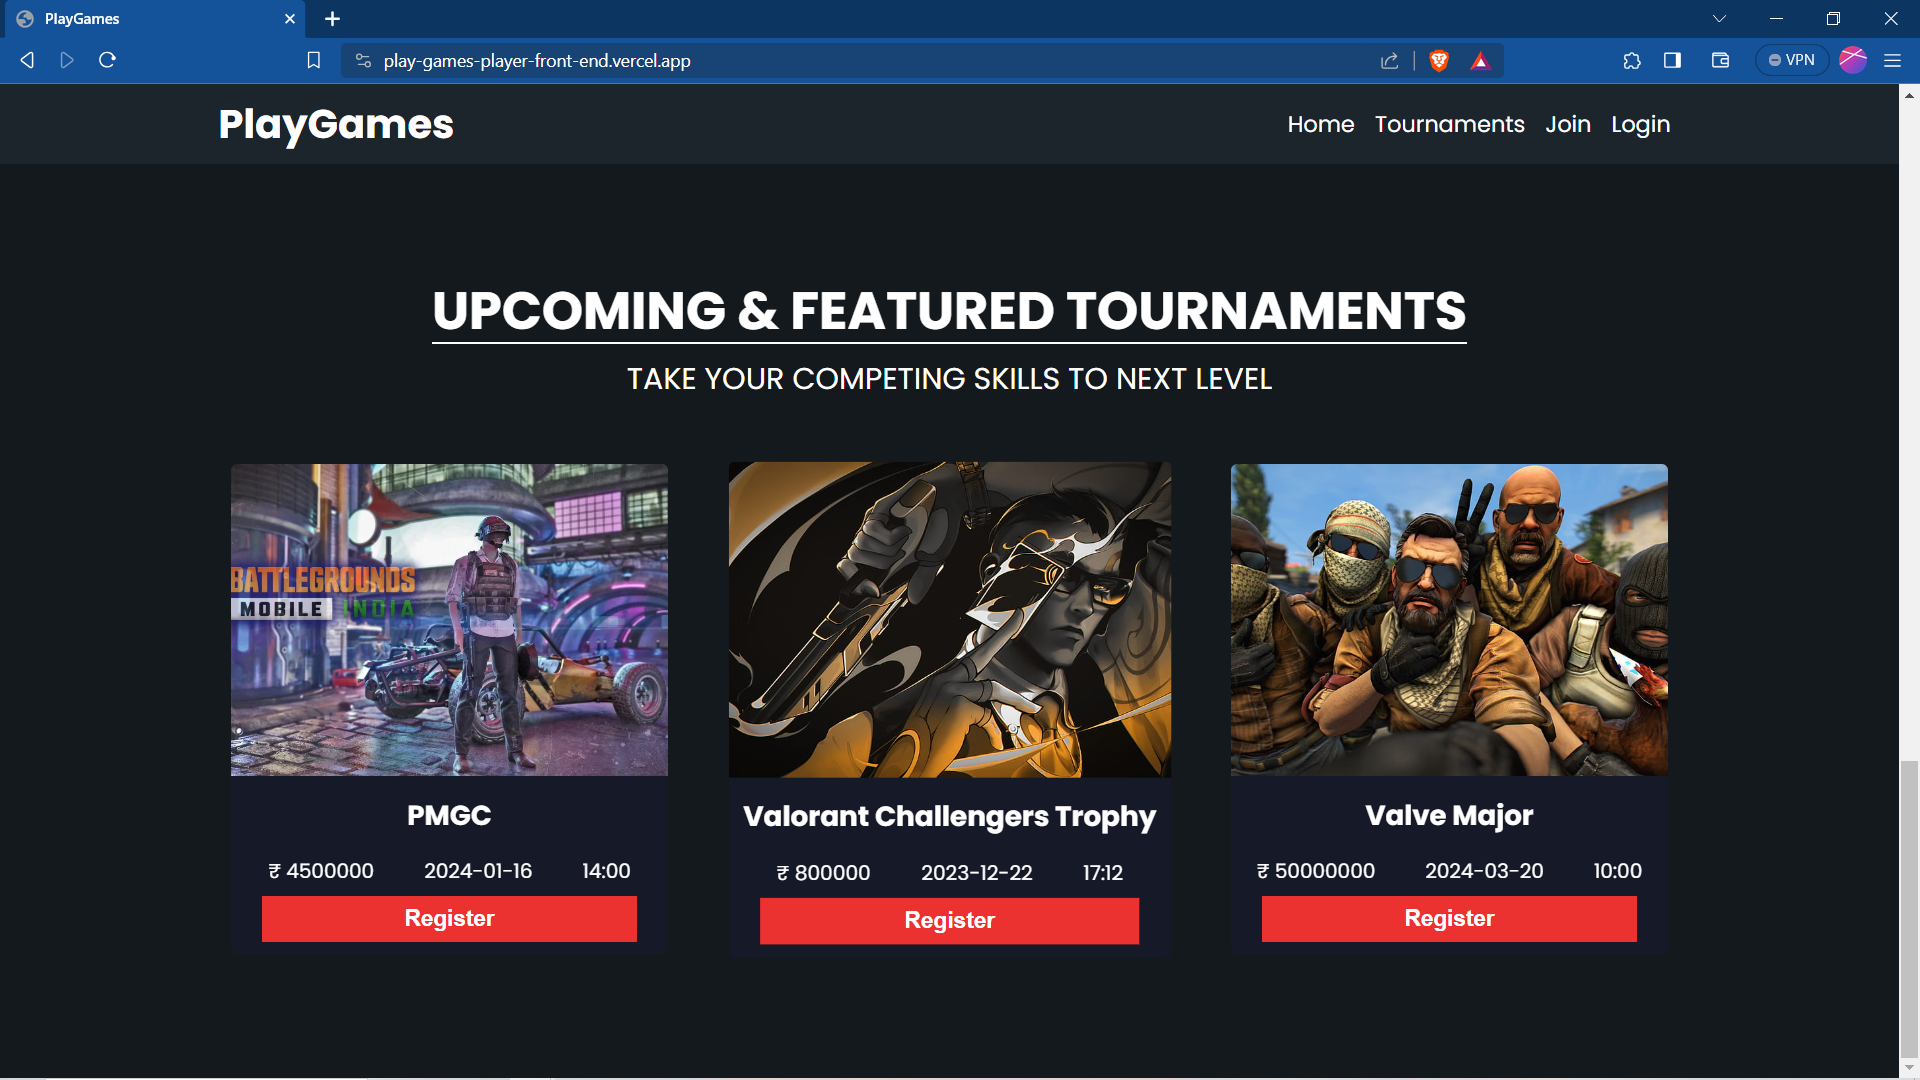 PlayGames
play-games-player-front-end.vercel.app
VPN
PlayGames
Home Tournaments Join Login
UPCOMING & FEATURED TOURNAMENTS
TAKE YOUR COMPETING SKILLS TO NEXT LEVEL
BATTLEGROUNDS
MOBILE INDIA
PMGC
₹ 4500000 2024-01-16 14:00
Register
Valorant Challengers Trophy
₹ 800000 2023-12-22 17:12
Register
Valve Major
₹ 50000000 2024-03-20 10:00
Register